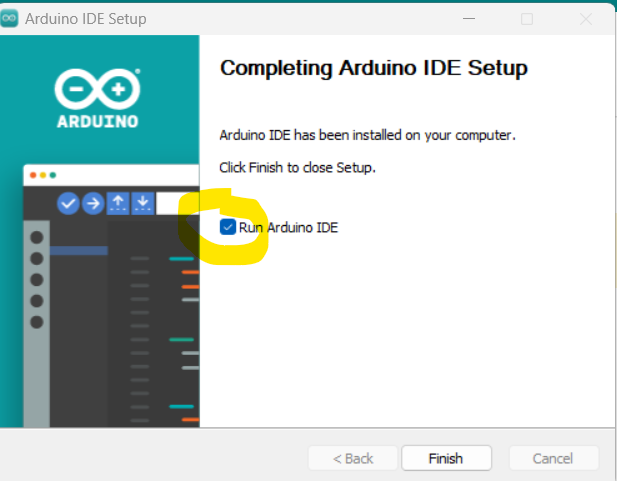 Arduino IDE Setup
Completing Arduino IDE Setup
ARDUINO
Arduino IDE has been installed on your computer.
Click Finish to close Setup.
Run Arduino IDE
< Back
Finish
Cancel